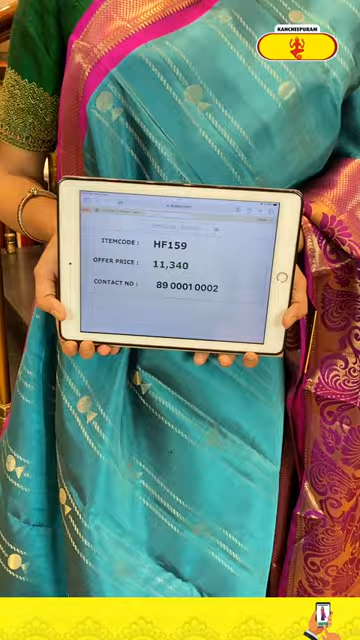 KANCHEEPURAM
ITEMCODE : HF159
OFFER PRICE : 11,340
CONTACT NO : 89 0001 0002